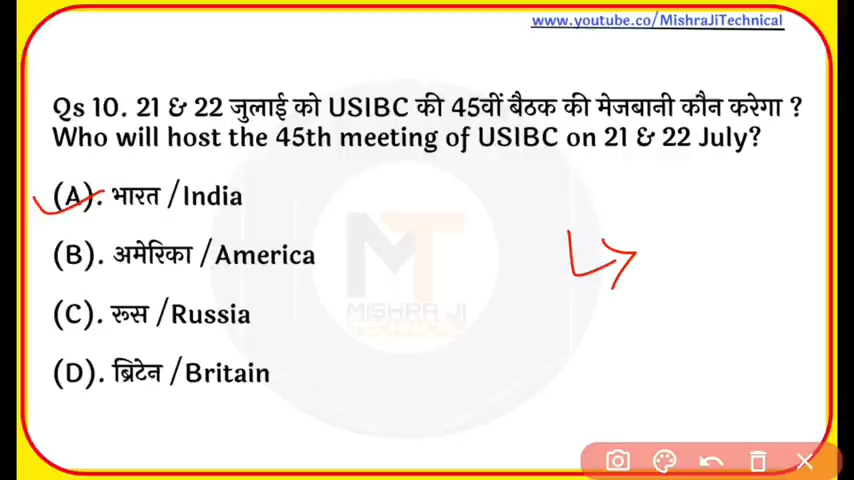 www.youtube.co/MishraJiTechnical
Qs 10. 21 & 22 जुलाई को USIBC की 45वीं बैठक की मेजबानी कौन करेगा ?
Who will host the 45th meeting of USIBC on 21 & 22 July?
(A). भारत /India
(B). अमेरिका /America
(C). रूस /Russia
(D). ब्रिटेन /Britain
MT
MISHRA JI
TECHNICAL